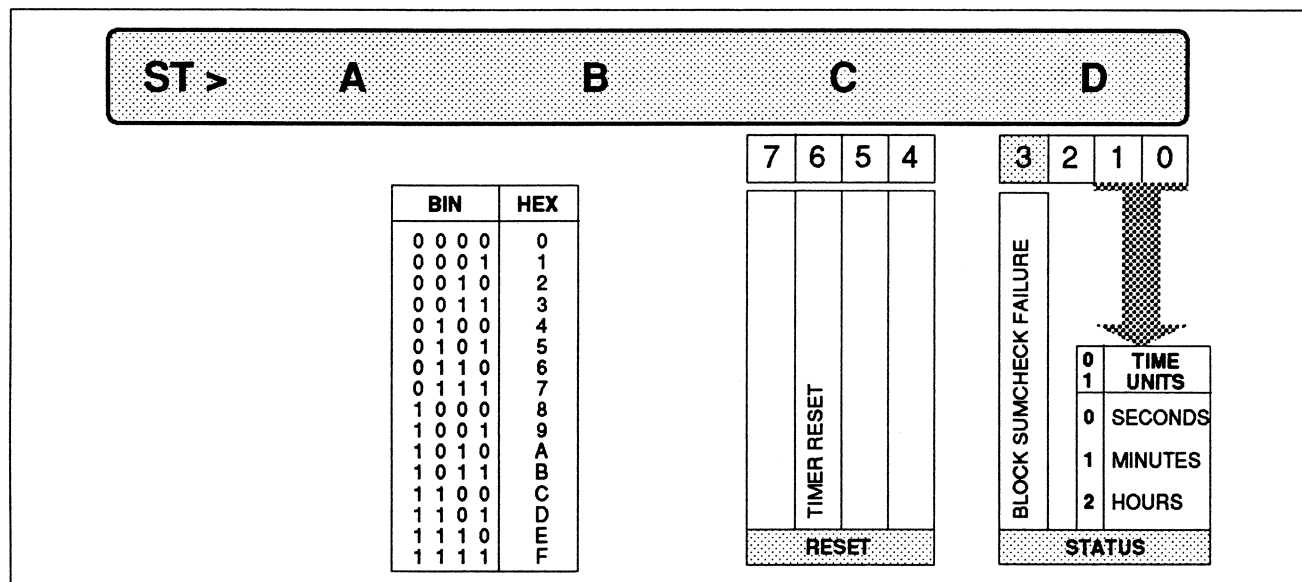 ST > A B C D
7 6 5 4 3 2 1 0
BIN HEX
0 0 0 0 0
0 0 0 1 1
0 0 1 0 2
0 0 1 1 3
0 1 0 0 4
0 1 0 1 5
0 1 1 0 6
0 1 1 1 7
1 0 0 0 8
1 0 0 1 9
1 0 1 0 A
1 0 1 1 B
1 1 0 0 C
1 1 0 1 D
1 1 1 0 E
1 1 1 1 F
TIMER RESET
RESET
BLOCK SUMCHECK FAILURE
0 TIME
1 UNITS
0 SECONDS
1 MINUTES
2 HOURS
STATUS